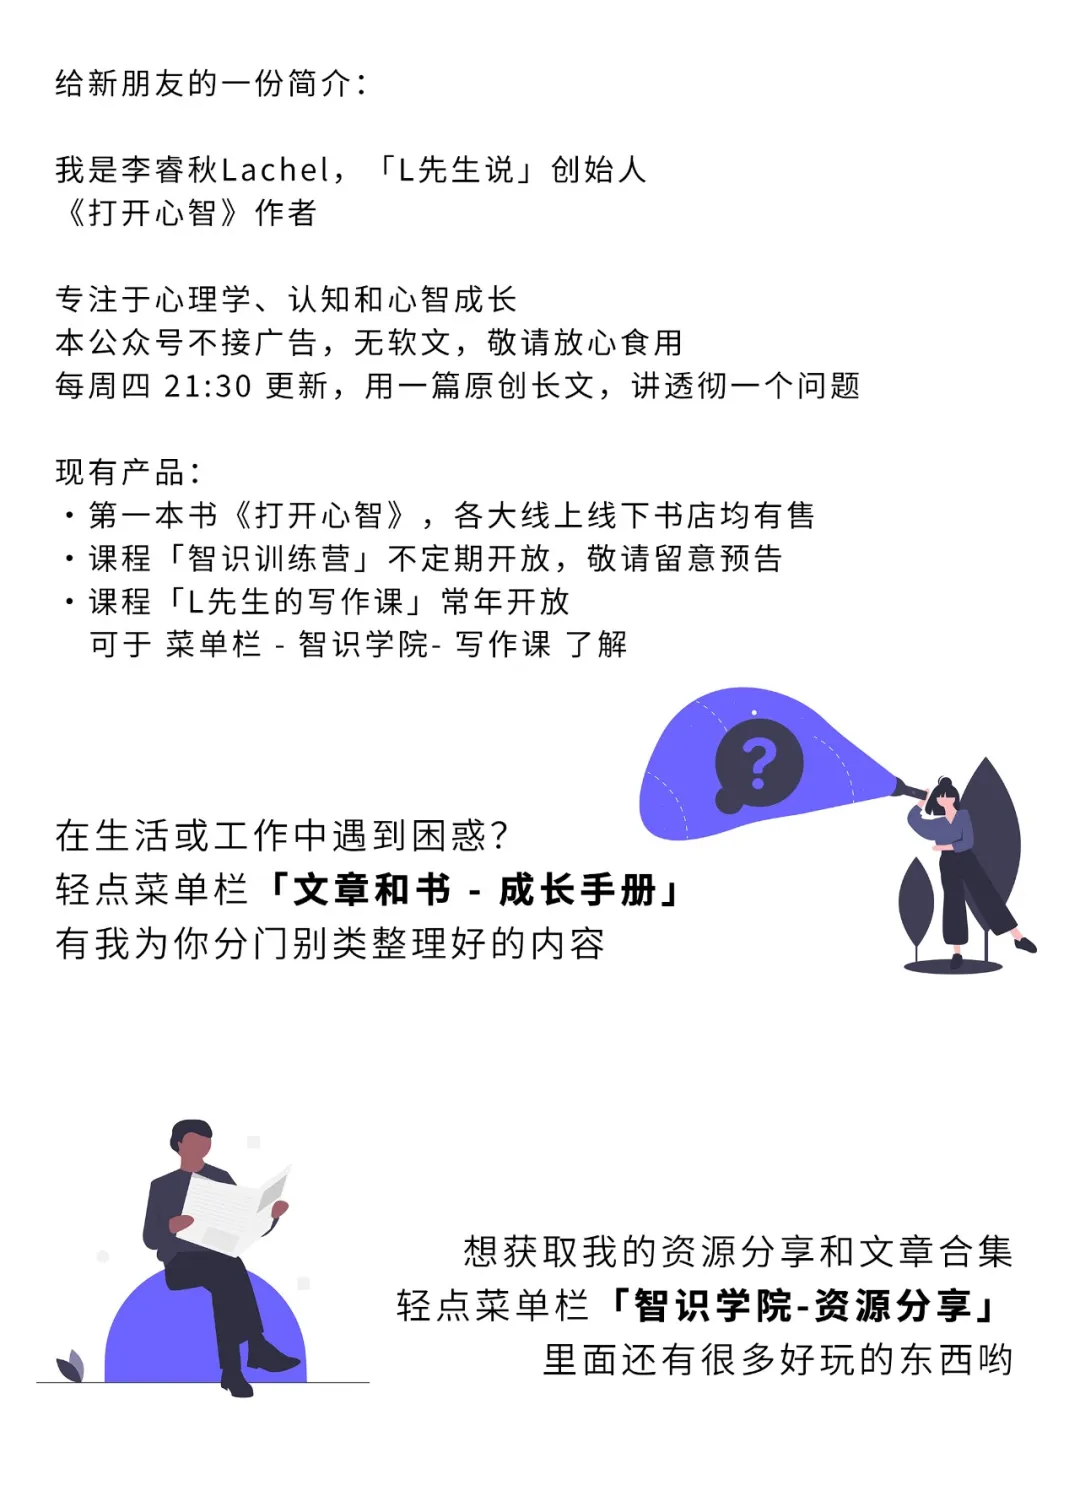 给新朋友的一份简介：
我是李睿秋Lachel，「L先生说」创始人
《打开心智》作者
专注于心理学、认知和心智成长
本公众号不接广告，无软文，敬请放心食用
每周四 21:30 更新，用一篇原创长文，讲透彻一个问题
现有产品：
·第一本书《打开心智》，各大线上线下书店均有售
·课程「智识训练营」不定期开放，敬请留意预告
·课程「L先生的写作课」常年开放
可于 菜单栏 - 智识学院- 写作课 了解
?
在生活或工作中遇到困惑？
轻点菜单栏「文章和书 - 成长手册」
有我为你分门别类整理好的内容
想获取我的资源分享和文章合集
轻点菜单栏「智识学院-资源分享」
里面还有很多好玩的东西哟